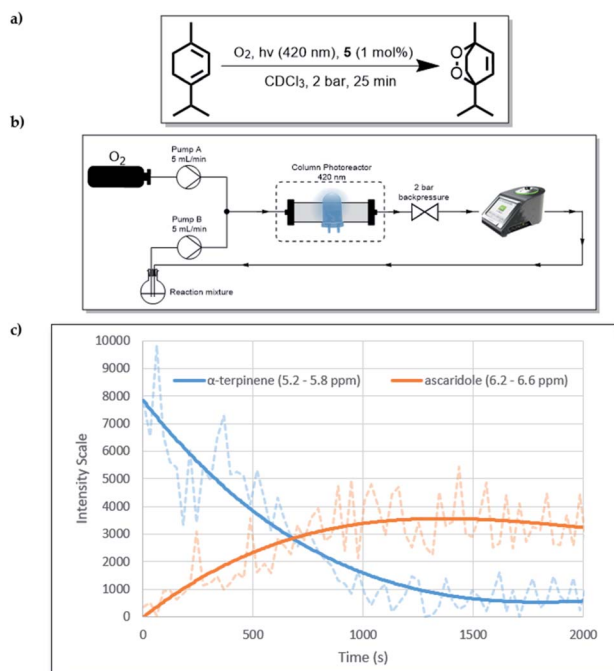 a)
O₂, hν (420 nm), 5 (1 mol%)
CDCl3, 2 bar, 25 min
O
O
b)
O₂
Pump A
5 mL/min
Column Photoreactor
420 nm
2 bar
backpressure
Pump B
5 mL/min
Reaction mixture
c)
α-terpinene (5.2 - 5.8 ppm)
ascaridole (6.2 - 6.6 ppm)
10000
9000
8000
7000
6000
5000
4000
3000
2000
1000
0
Intensity Scale
0
500
1000
1500
2000
Time (s)